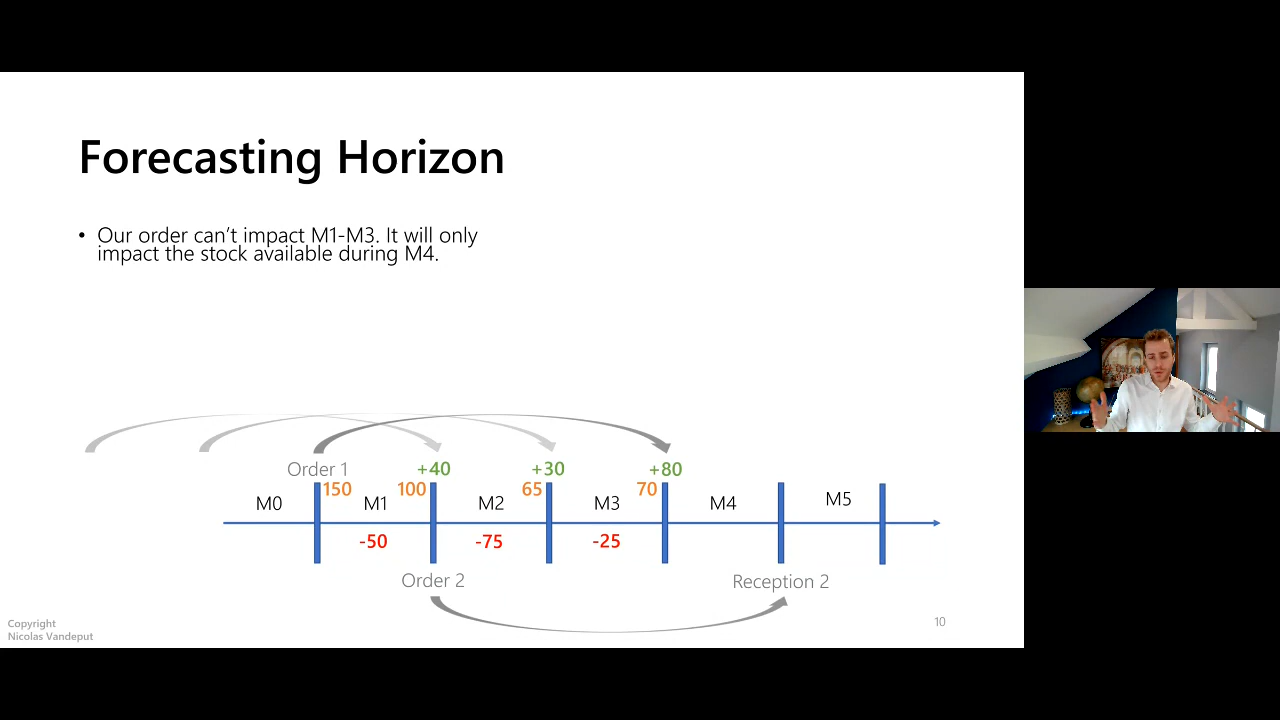 Forecasting Horizon
• Our order can't impact M1-M3. It will only
impact the stock available during M4.
Order 1 +40 +30 +80
150 100 65 70
M0 M1 M2 M3 M4 M5
-50 -75 -25
Order 2 Reception 2
Copyright
Nicolas Vandeput
10